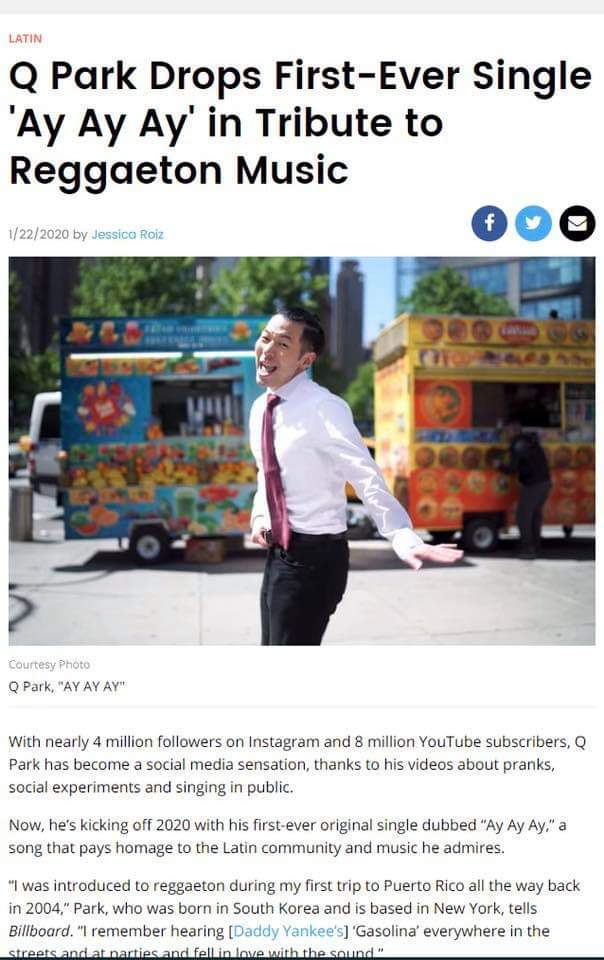 LATIN
Q Park Drops First-Ever Single
'Ay Ay Ay' in Tribute to
Reggaeton Music
1/22/2020 by Jessica Roiz
Courtesy Photo
Q Park, "AY AY AY"
With nearly 4 million followers on Instagram and 8 million YouTube subscribers, Q
Park has become a social media sensation, thanks to his videos about pranks,
social experiments and singing in public.
Now, he's kicking off 2020 with his first-ever original single dubbed “Ay Ay Ay,” a
song that pays homage to the Latin community and music he admires.
“I was introduced to reggaeton during my first trip to Puerto Rico all the way back
in 2004,” Park, who was born in South Korea and is based in New York, tells
Billboard. “I remember hearing [Daddy Yankee's] ‘Gasolina’ everywhere in the
streets and at parties and fell in love with the sound.”